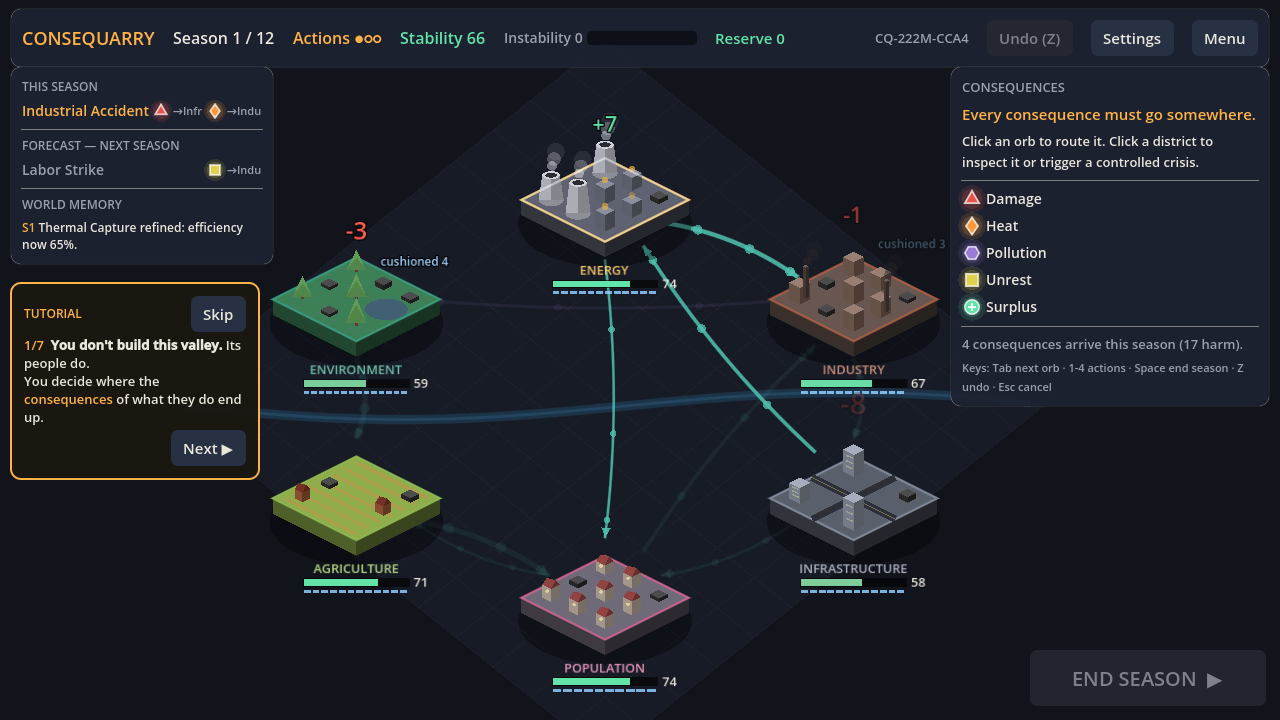 CONSEQUARRY Season 1 / 12 Actions Stability 66 Instability 0 Reserve 0 CQ-222M-CCA4 Undo (Z) Settings Menu
THIS SEASON
Industrial Accident →Infr →Indu
FORECAST — NEXT SEASON
Labor Strike →Indu
WORLD MEMORY
S1 Thermal Capture refined: efficiency
now 65%.
TUTORIAL Skip
1/7 You don't build this valley. Its
people do.
You decide where the
consequences of what they do end
up.
Next ▶
+7
ENERGY
74
-3
cushioned 4
ENVIRONMENT
59
-1
cushioned 3
INDUSTRY
67
-8
AGRICULTURE
71
INFRASTRUCTURE
58
POPULATION
74
CONSEQUENCES
Every consequence must go somewhere.
Click an orb to route it. Click a district to
inspect it or trigger a controlled crisis.
Damage
Heat
Pollution
Unrest
Surplus
4 consequences arrive this season (17 harm).
Keys: Tab next orb · 1-4 actions · Space end season · Z
undo · Esc cancel
END SEASON ▶